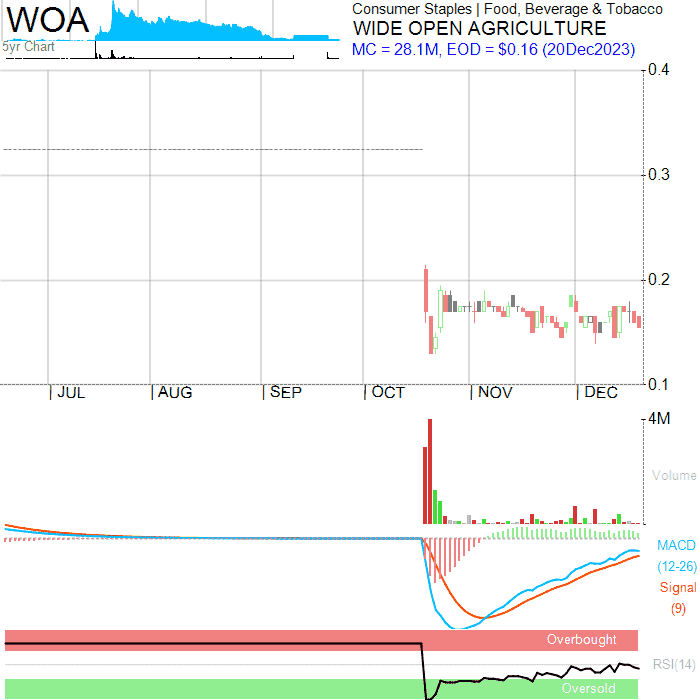 WOA
5yr Chart
Consumer Staples | Food, Beverage & Tobacco
WIDE OPEN AGRICULTURE
MC = 28.1M, EOD = $0.16 (20Dec2023)
0.4
0.3
0.2
0.1
JUL AUG SEP OCT NOV DEC
4M
Volume
MACD
(12-26)
Signal
(9)
Overbought
RSI(14)
Oversold